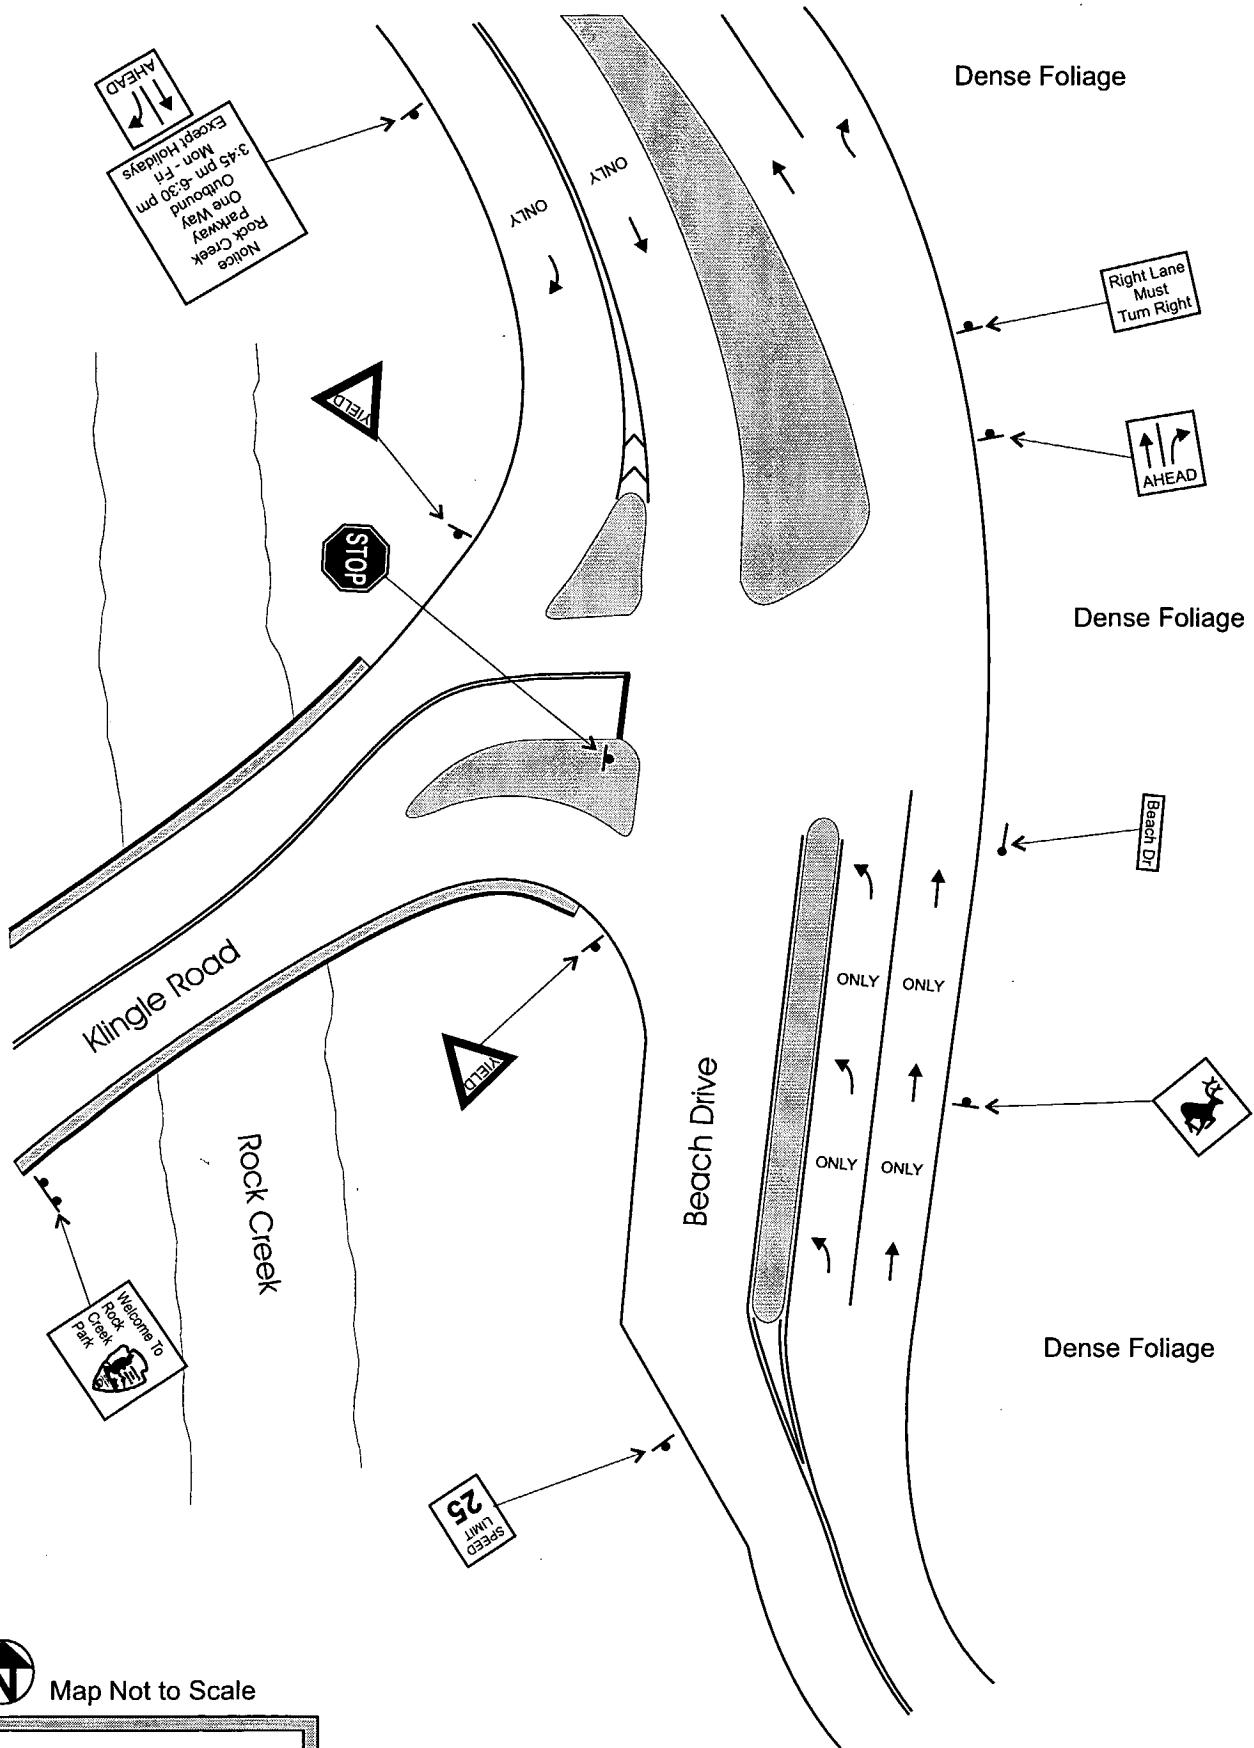 Dense Foliage
AHEAD
Notice
Rock Creek
Parkway
One Way
Outbound
3:45 pm -6:30 pm
Mon - Fri
Except Holidays
ONLY
ONLY
Right Lane
Must
Turn Right
YIELD
AHEAD
STOP
Dense Foliage
Beach Dr
Klingle Road
ONLY
ONLY
YIELD
Beach Drive
Rock Creek
ONLY
ONLY
Welcome To
Rock
Creek
Park
Dense Foliage
SPEED
LIMIT
25
N
Map Not to Scale